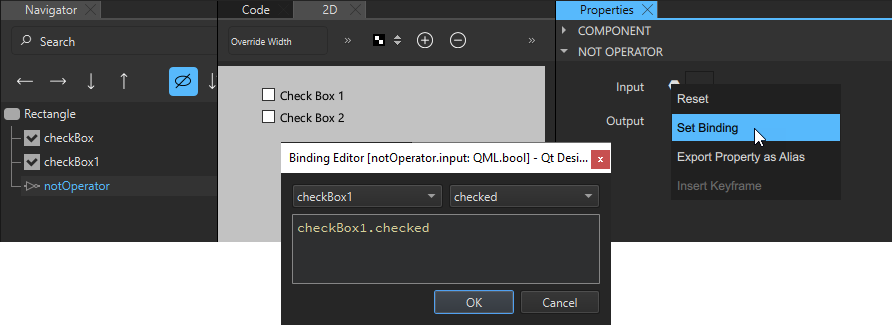 Navigator
Search
Rectangle
checkBox
checkBox1
notOperator
Code
2D
Override Width
Check Box 1
Check Box 2
Properties
COMPONENT
NOT OPERATOR
Input
Output
Reset
Set Binding
Export Property as Alias
Insert Keyframe
Binding Editor [notOperator.input: QML.bool] - Qt Desi...
checkBox1
checked
checkBox1.checked
OK
Cancel